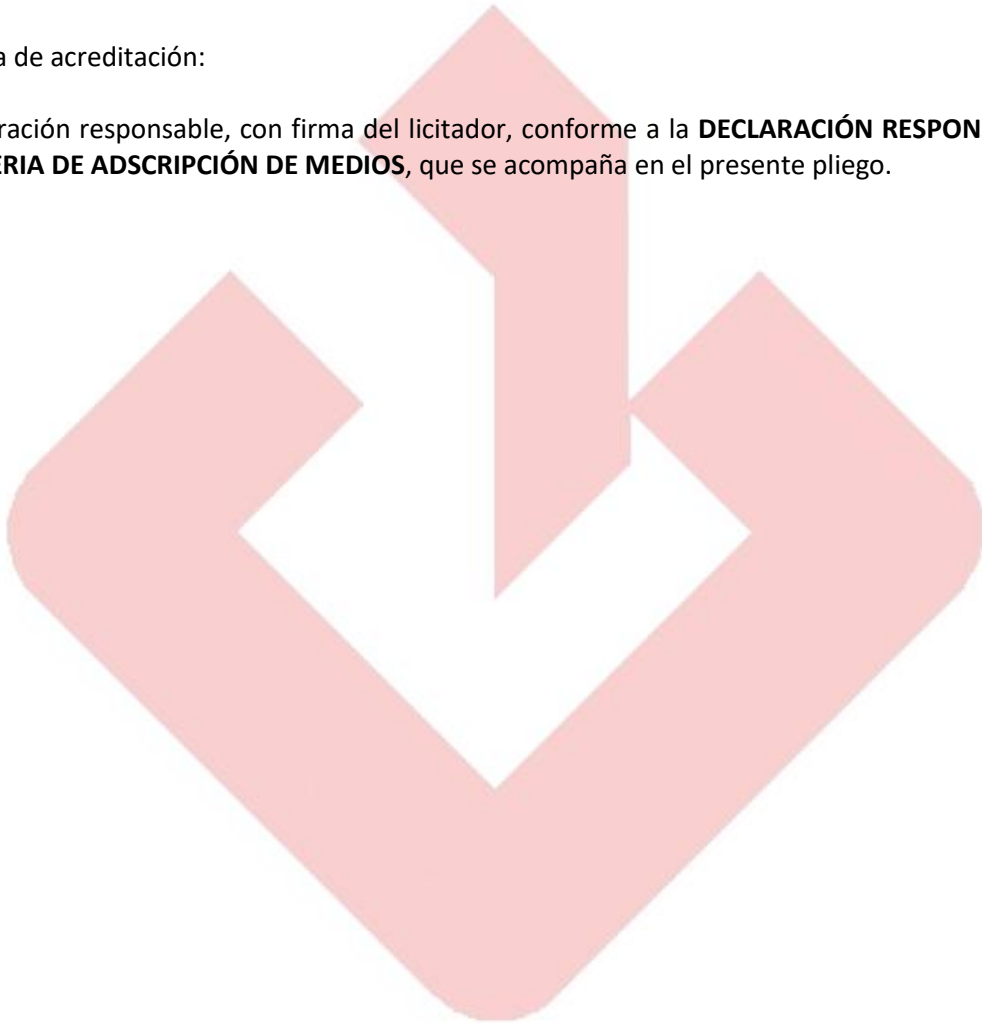 a de acreditación:
ración responsable, con firma del licitador, conforme a la DECLARACIÓN RESPON
ERIA DE ADSCRIPCIÓN DE MEDIOS, que se acompaña en el presente pliego.